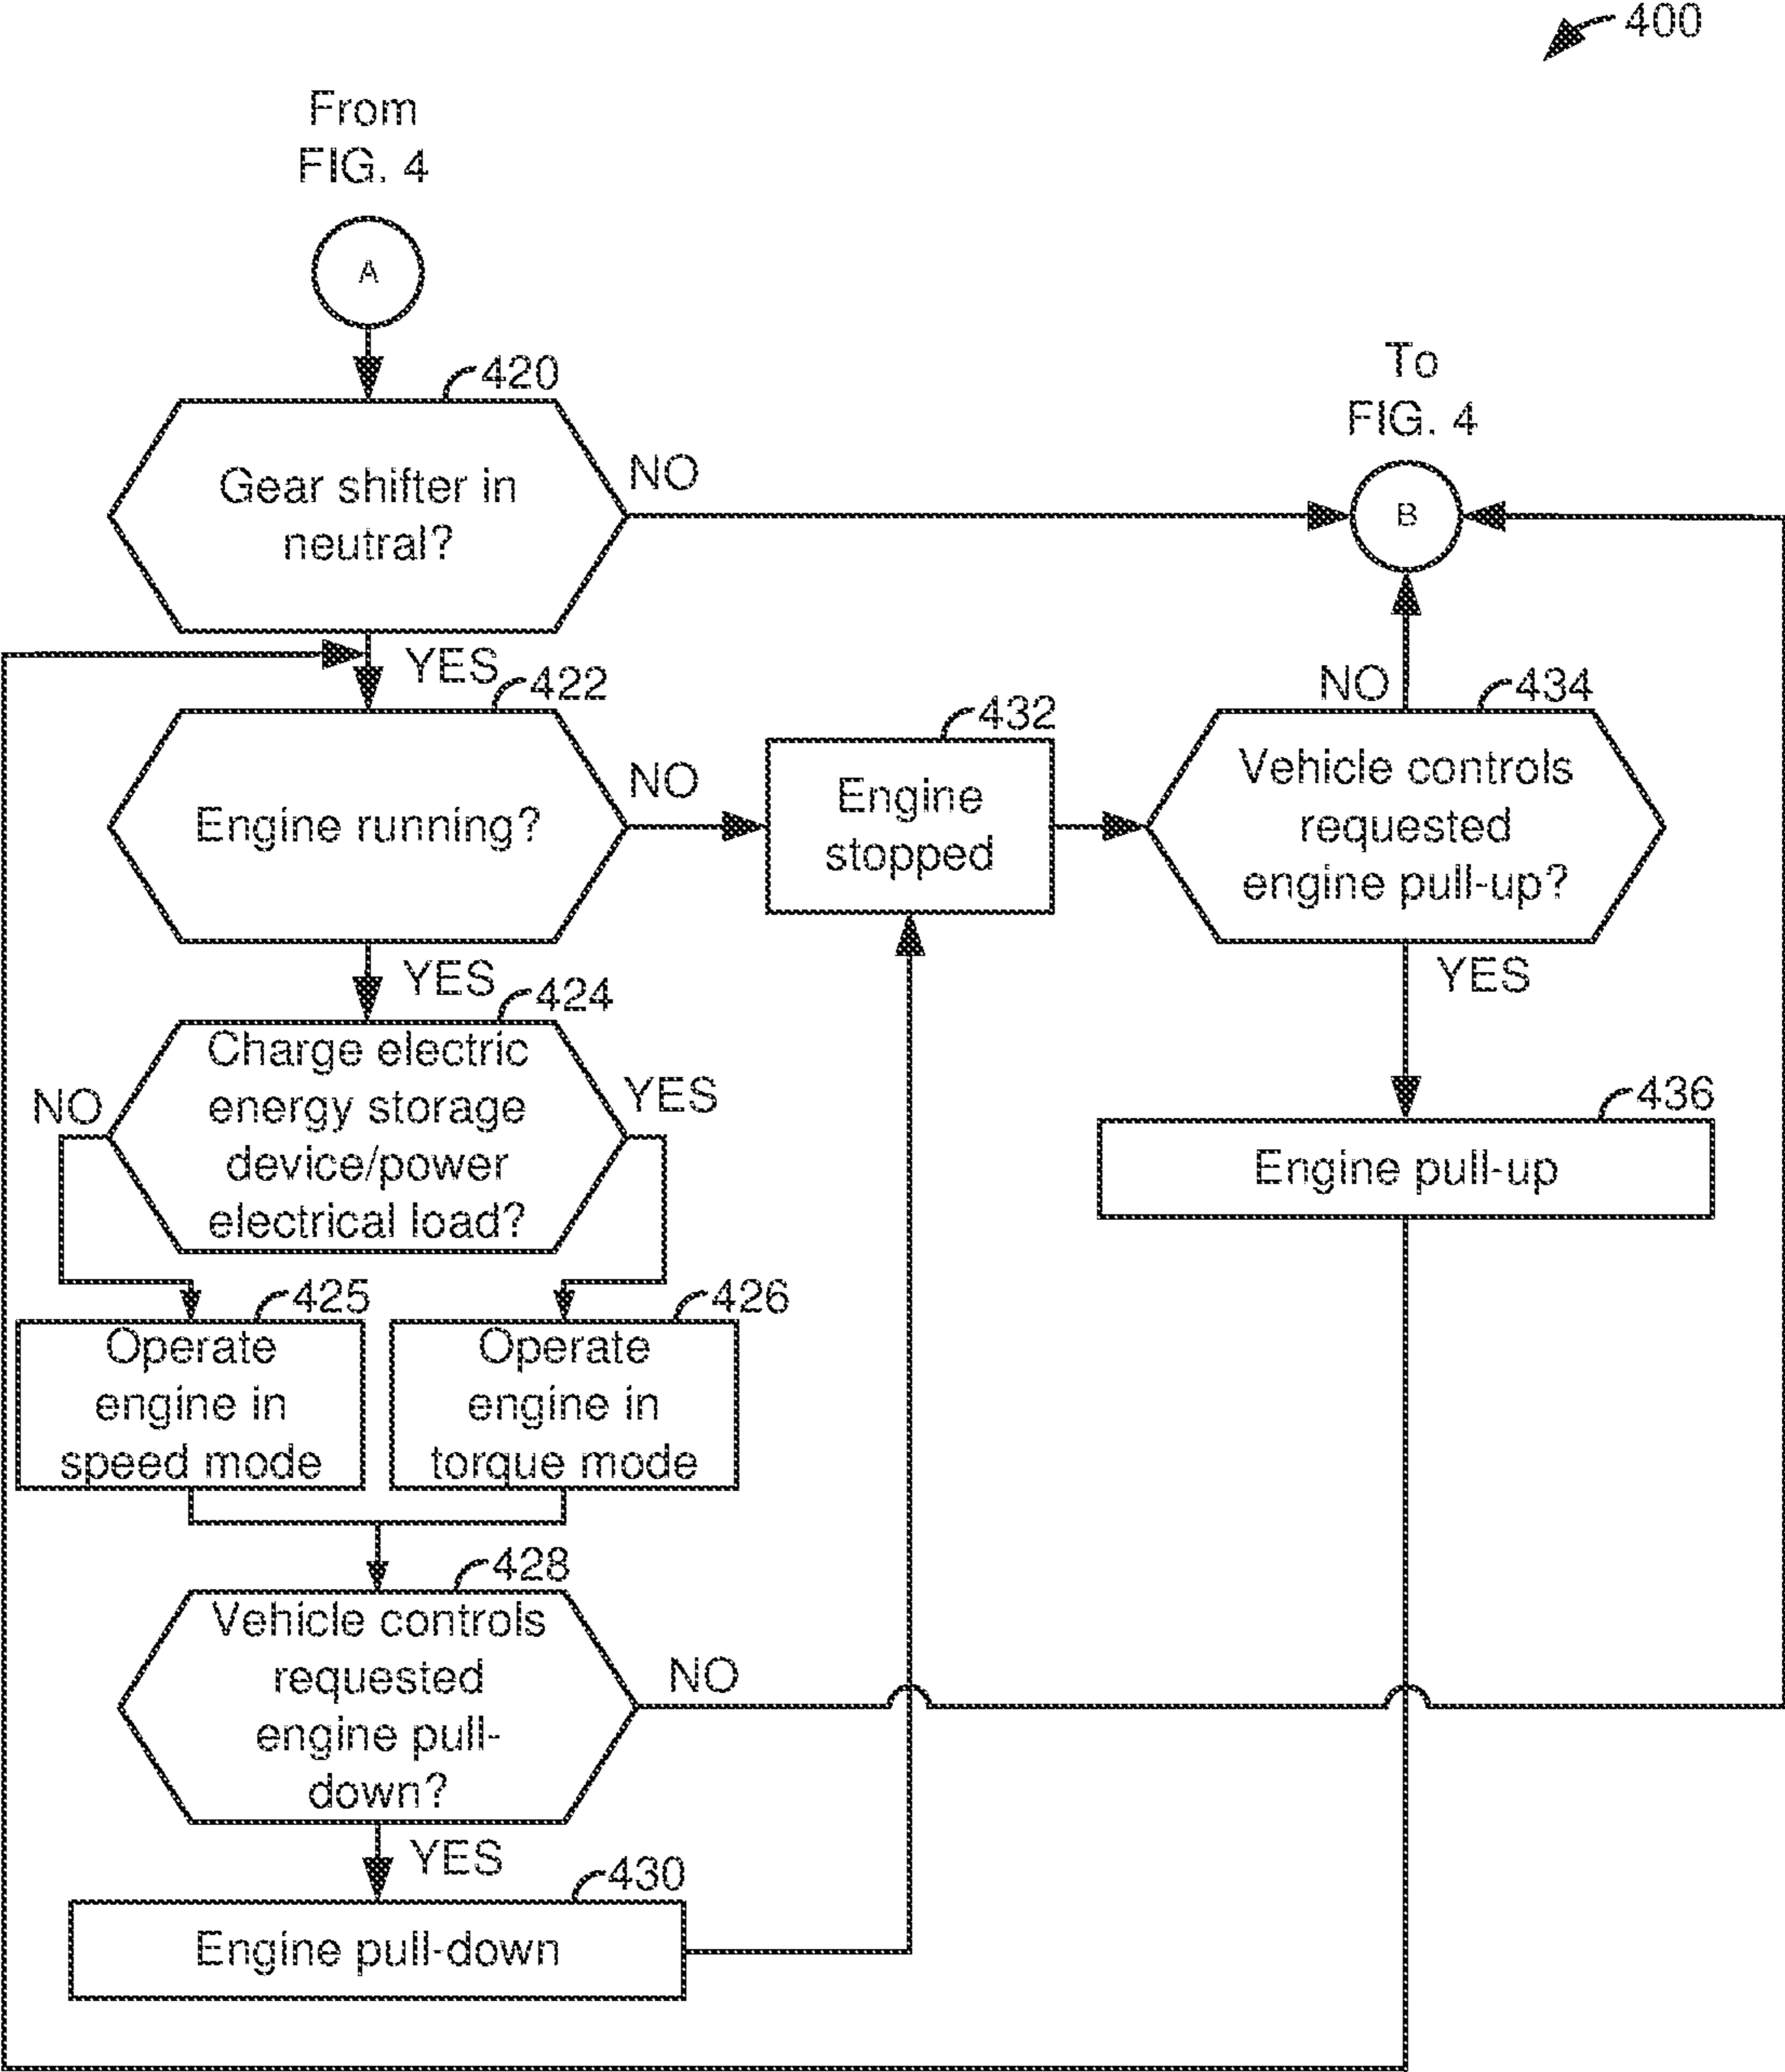 400
From
FIG. 4
A
420
Gear shifter in
neutral?
NO
To
FIG. 4
B
YES
422
Engine running?
NO
432
Engine
stopped
NO
434
Vehicle controls
requested
engine pull-up?
YES
424
Charge electric
energy storage
device/power
electrical load?
NO
YES
YES
436
Engine pull-up
425
Operate
engine in
speed mode
426
Operate
engine in
torque mode
428
Vehicle controls
requested
engine pull-
down?
NO
YES
430
Engine pull-down